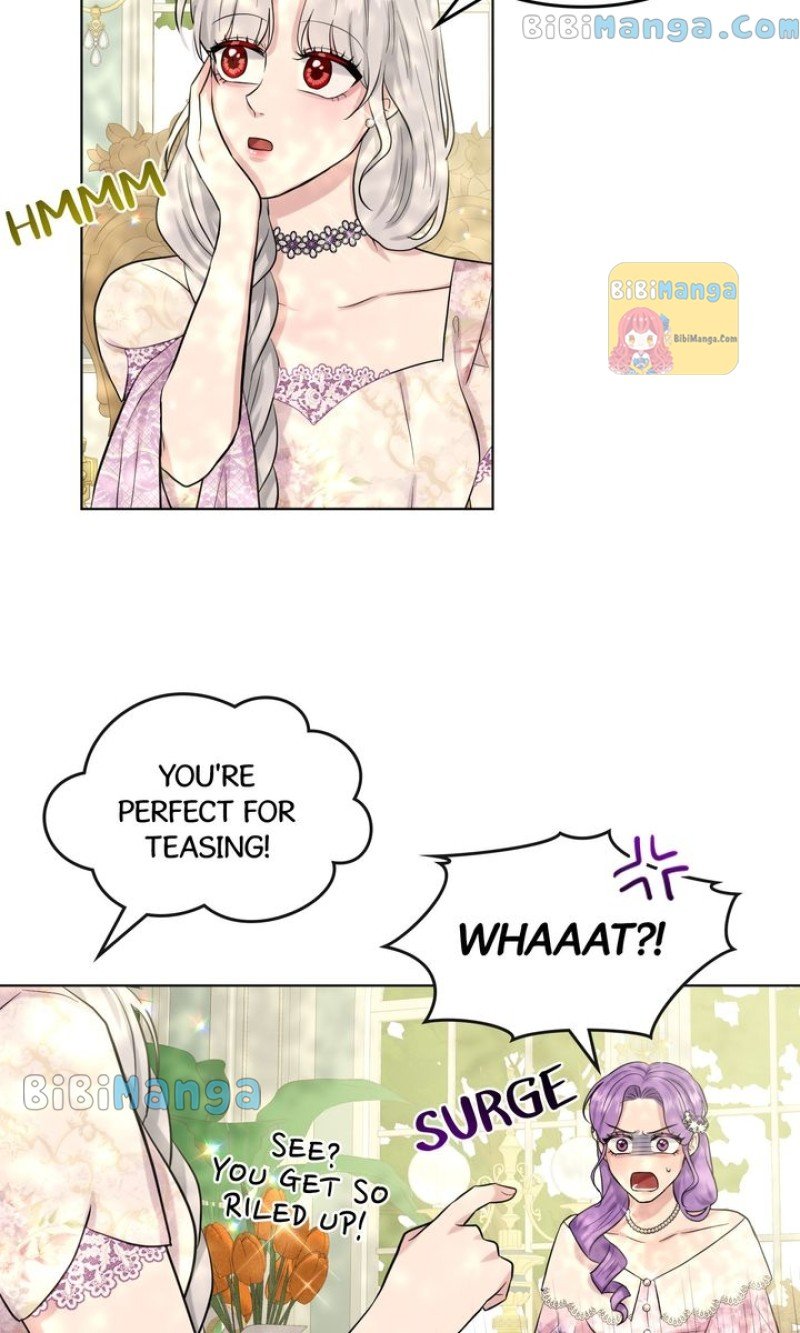 BiBiManga.Com
HMMM
BiBiManga
BibiManga.Com
YOU'RE
PERFECT FOR
TEASING!
WHAAAT?!
BiBiManga
SURGE
SEE?
YOU GET SO
RILED UP!